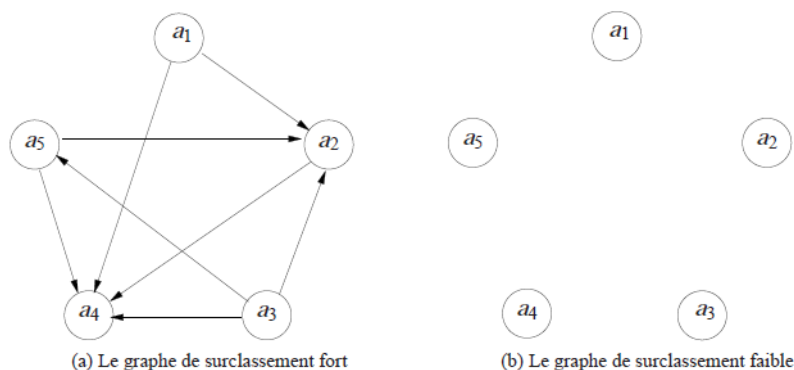 a1
a1
a5
a2
a5
a2
a4
a3
a4
a3
(a) Le graphe de surclassement fort
(b) Le graphe de surclassement faible